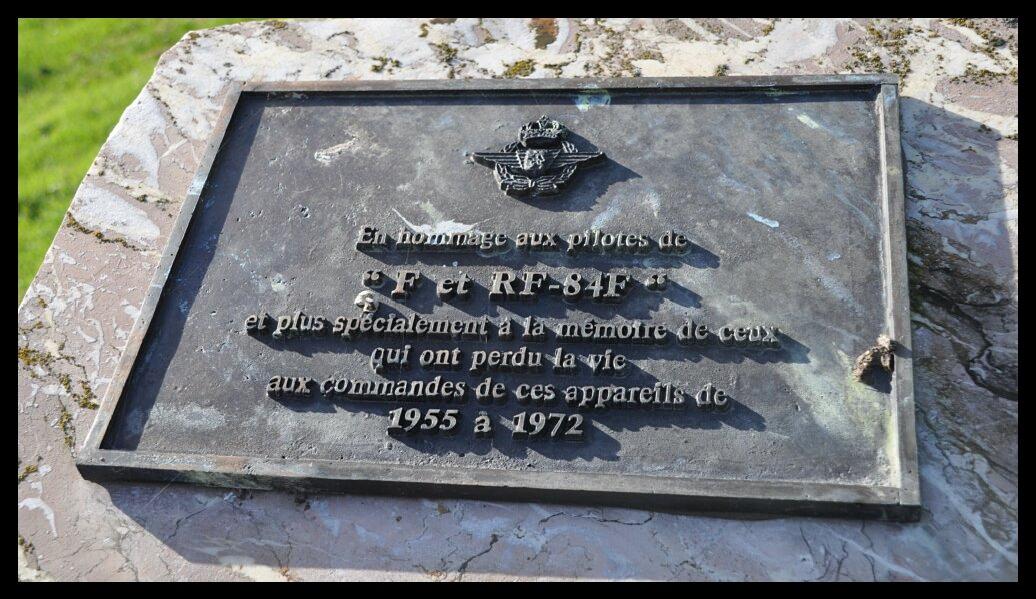 En hommage aux pilotes de
“ F et RF-84F “
et plus spécialement à la mémoire de ceux
qui ont perdu la vie
aux commandes de ces appareils de
1955 à 1972